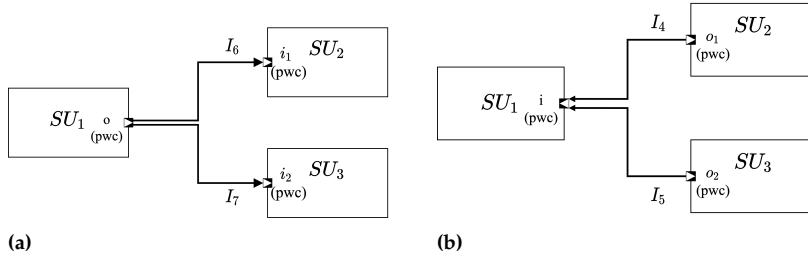 I₆
i₁ SU₂
(pwc)
SU₁ o
(pwc)
i₂ SU₃
(pwc)
I₇
(a)
I₄
o₁ SU₂
(pwc)
SU₁ i
(pwc)
o₂ SU₃
(pwc)
I₅
(b)